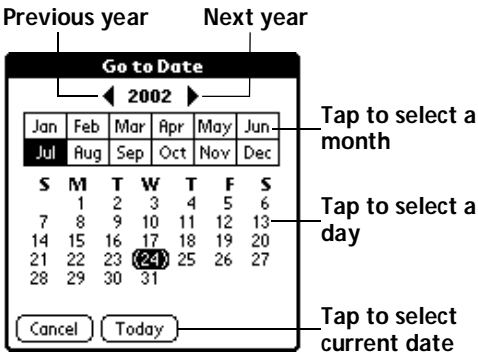 Previous year Next year
Go to Date
2002
Jan Feb Mar Apr May Jun
Jul Aug Sep Oct Nov Dec
Tap to select a
month
S M T W T F S
1 2 3 4 5 6
7 8 9 10 11 12 13
14 15 16 17 18 19 20
21 22 23 (24) 25 26 27
28 29 30 31
Tap to select a
day
Cancel Today
Tap to select
current date